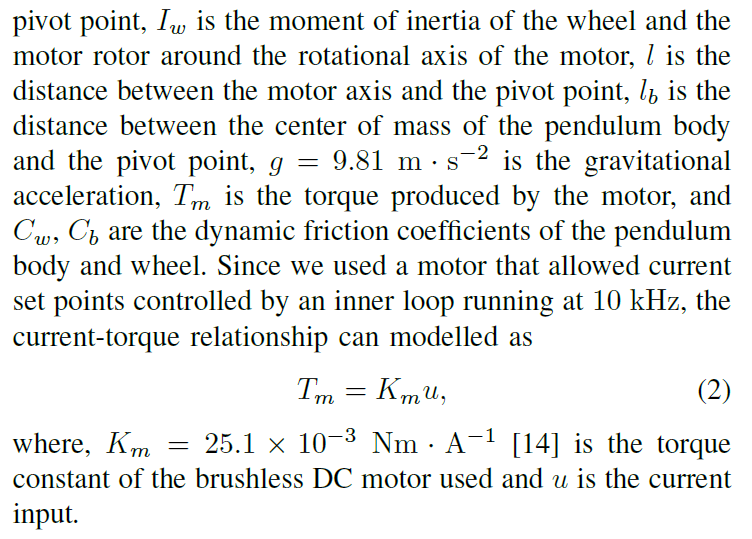 pivot point, I_w is the moment of inertia of the wheel and the
motor rotor around the rotational axis of the motor, l is the
distance between the motor axis and the pivot point, l_b is the
distance between the center of mass of the pendulum body
and the pivot point, g = 9.81 m · s^{−2} is the gravitational
acceleration, T_m is the torque produced by the motor, and
C_w, C_b are the dynamic friction coefficients of the pendulum
body and wheel. Since we used a motor that allowed current
set points controlled by an inner loop running at 10 kHz, the
current-torque relationship can modelled as
T_m = K_m u, (2)
where, K_m = 25.1 × 10^{−3} Nm · A^{−1} [14] is the torque
constant of the brushless DC motor used and u is the current
input.